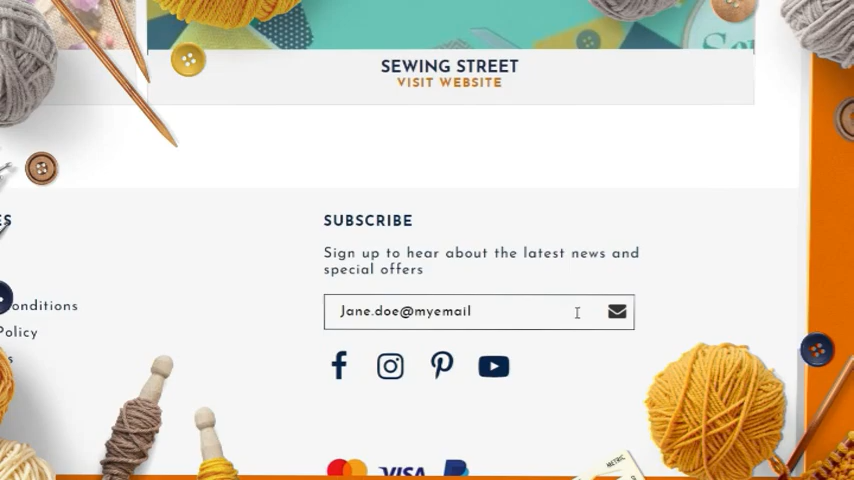 SEWING STREET
VISIT WEBSITE
SUBSCRIBE
Sign up to hear about the latest news and
special offers
onditions
Jane.doe@myemail
Policy
VISA
METRIC